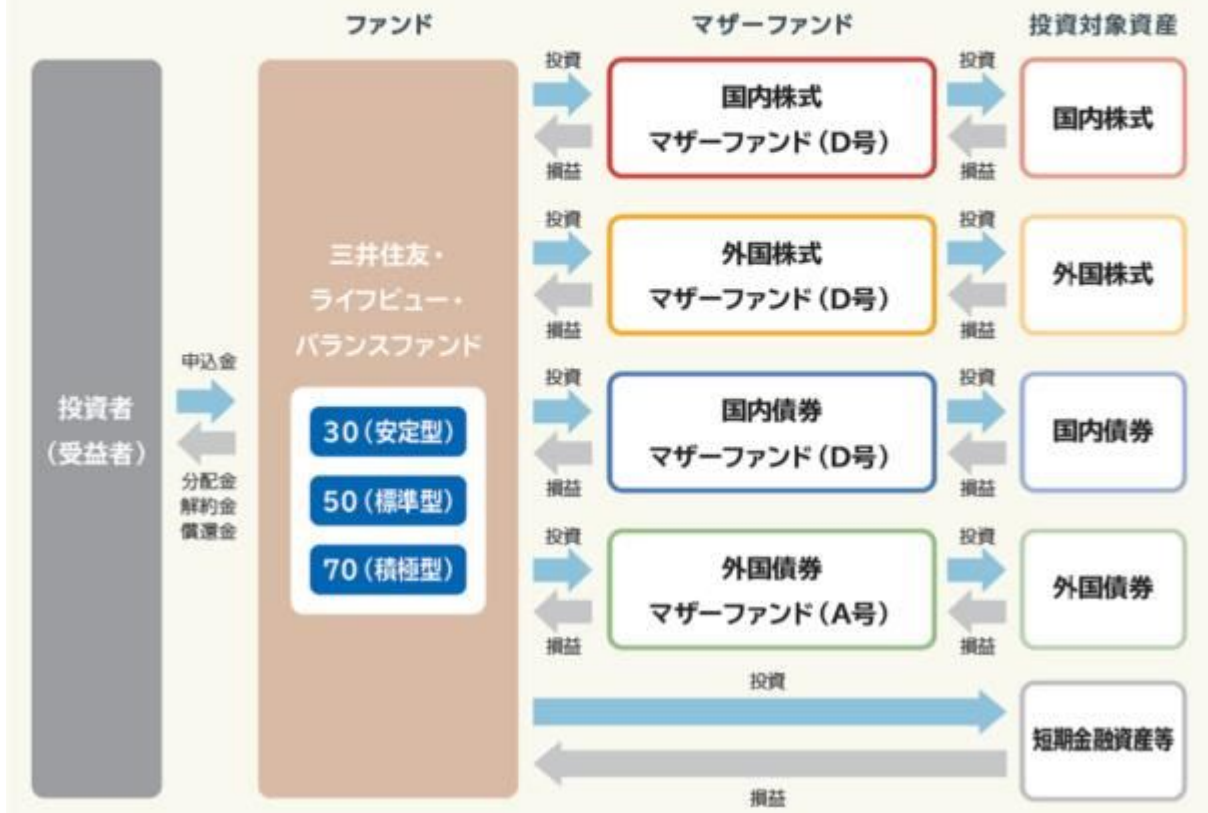 ファンド
マザーファンド
投資対象資産
投資者
（受益者）
申込金
分配金
解約金
償還金
三井住友・
ライフビュー・
バランスファンド
30（安定型）
50（標準型）
70（積極型）
投資
損益
国内株式
マザーファンド（D号）
投資
損益
国内株式
投資
損益
外国株式
マザーファンド（D号）
投資
損益
外国株式
投資
損益
国内債券
マザーファンド（D号）
投資
損益
国内債券
投資
損益
外国債券
マザーファンド（A号）
投資
損益
外国債券
投資
損益
短期金融資産等